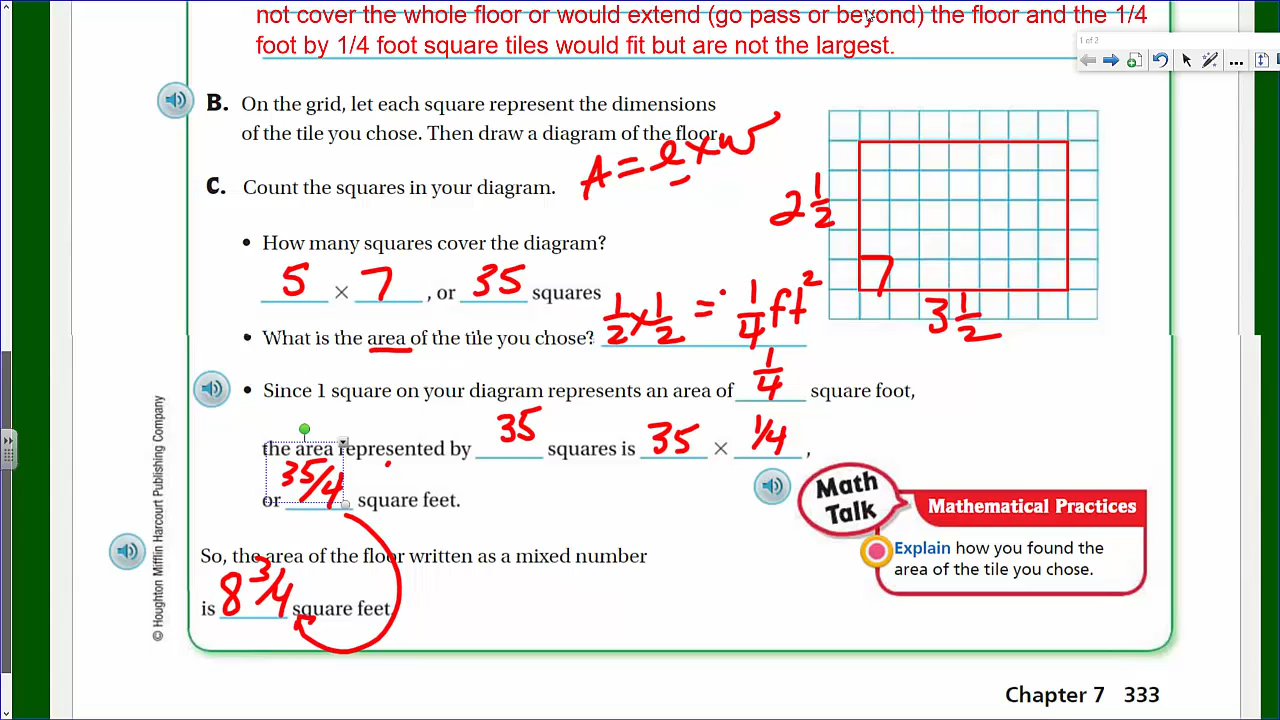 not cover the whole floor or would extend (go pass or beyond) the floor and the 1/4
foot by 1/4 foot square tiles would fit but are not the largest.
1 of 2
B. On the grid, let each square represent the dimensions
of the tile you chose. Then draw a diagram of the floor.
A = l x w
C. Count the squares in your diagram.
2 1/2
• How many squares cover the diagram?
7
5 × 7, or 35 squares
3 1/2
• What is the area of the tile you chose? 1/2 x 1/2 = 1/4 ft²
• Since 1 square on your diagram represents an area of 1/4 square foot,
the area represented by 35 squares is 35 × 1/4,
or 35/4 square feet.
Math
Talk
Mathematical Practices
Explain how you found the
area of the tile you chose.
So, the area of the floor written as a mixed number
is 8 3/4 square feet.
© Houghton Mifflin Harcourt Publishing Company
Chapter 7 333